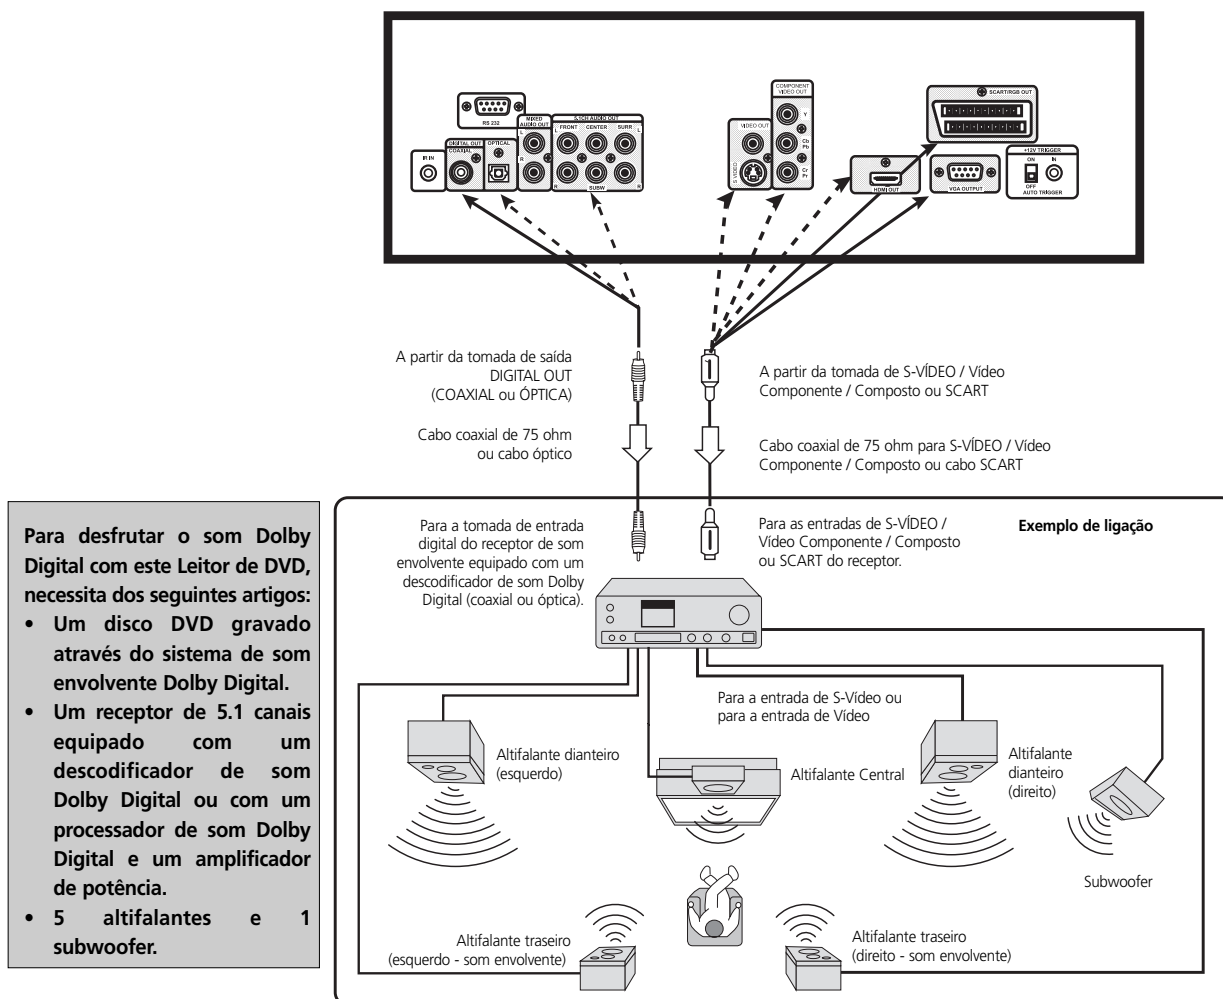 COMPONENT
VIDEO OUT
SCART/RGB OUT
RS 232
MIXED
AUDIO OUT
5.1CH AUDIO OUT
L
L
FRONT
CENTER
SURR
L
VIDEO OUT
Y
DIGITAL OUT
COAXIAL
OPTICAL
IR IN
Cb
Pb
+12V TRIGGER
ON
IN
R
S VIDEO
Cr
Pr
R
SUBW
R
HDMI OUT
VGA OUTPUT
OFF
AUTO TRIGGER
A partir da tomada de saída
DIGITAL OUT
(COAXIAL ou ÓPTICA)
A partir da tomada de S-VÍDEO / Vídeo
Componente / Composto ou SCART
Cabo coaxial de 75 ohm
ou cabo óptico
Cabo coaxial de 75 ohm para S-VÍDEO / Vídeo
Componente / Composto ou cabo SCART
Para desfrutar o som Dolby
Digital com este Leitor de DVD,
necessita dos seguintes artigos:
• Um disco DVD gravado
através do sistema de som
envolvente Dolby Digital.
• Um receptor de 5.1 canais
equipado com um
descodificador de som
Dolby Digital ou com um
processador de som Dolby
Digital e um amplificador
de potência.
• 5 altifalantes e 1
subwoofer.
Para a tomada de entrada
digital do receptor de som
envolvente equipado com um
descodificador de som Dolby
Digital (coaxial ou óptica).
Para as entradas de S-VÍDEO /
Vídeo Componente / Composto
ou SCART do receptor.
Exemplo de ligação
Para a entrada de S-Vídeo ou
para a entrada de Vídeo
Altifalante dianteiro
(esquerdo)
Altifalante Central
Altifalante
dianteiro
(direito)
Subwoofer
Altifalante traseiro
(esquerdo - som envolvente)
Altifalante traseiro
(direito - som envolvente)